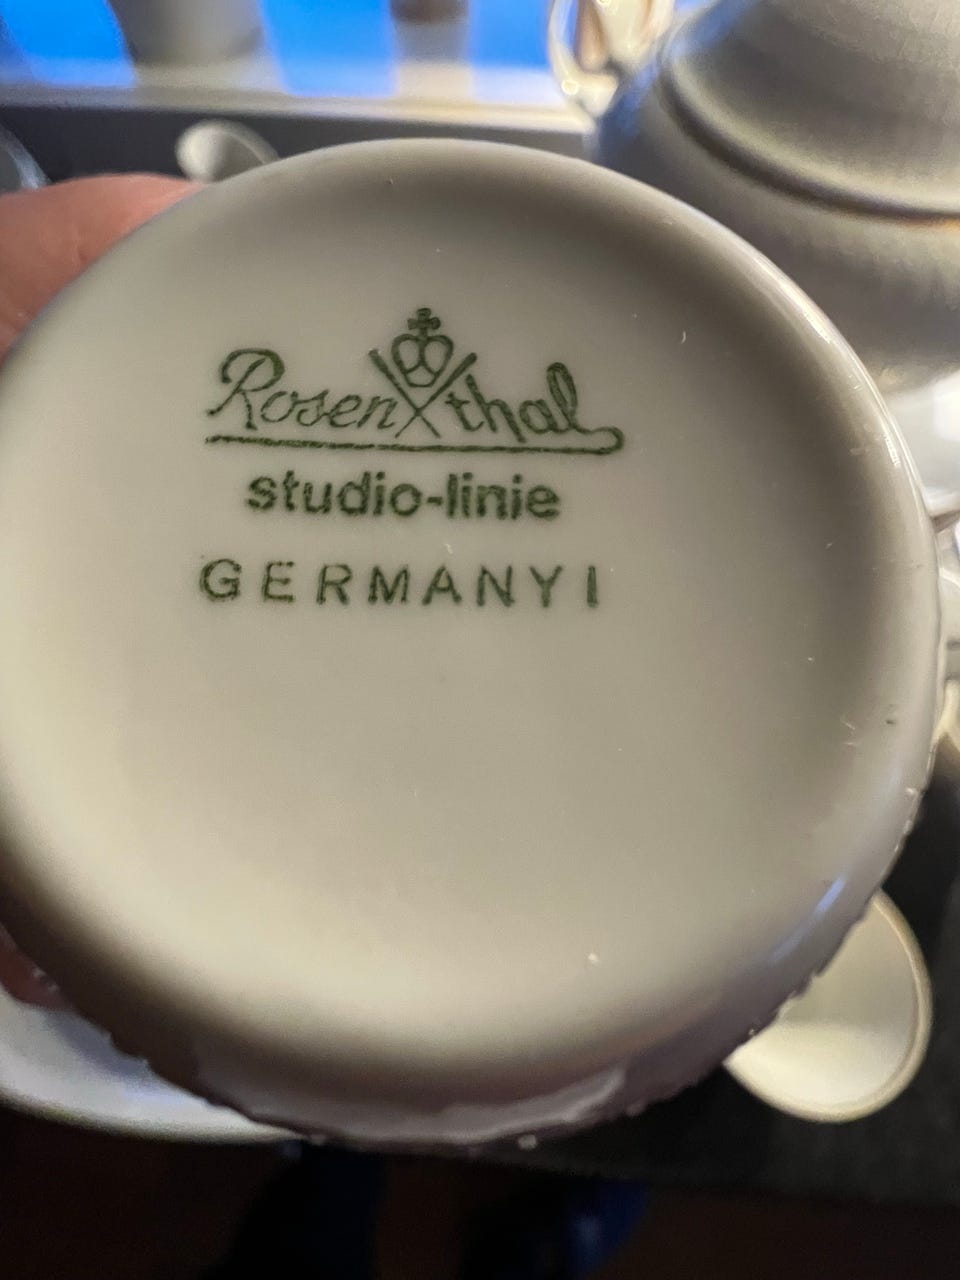 Rosenthal
studio-linie
GERMANY I